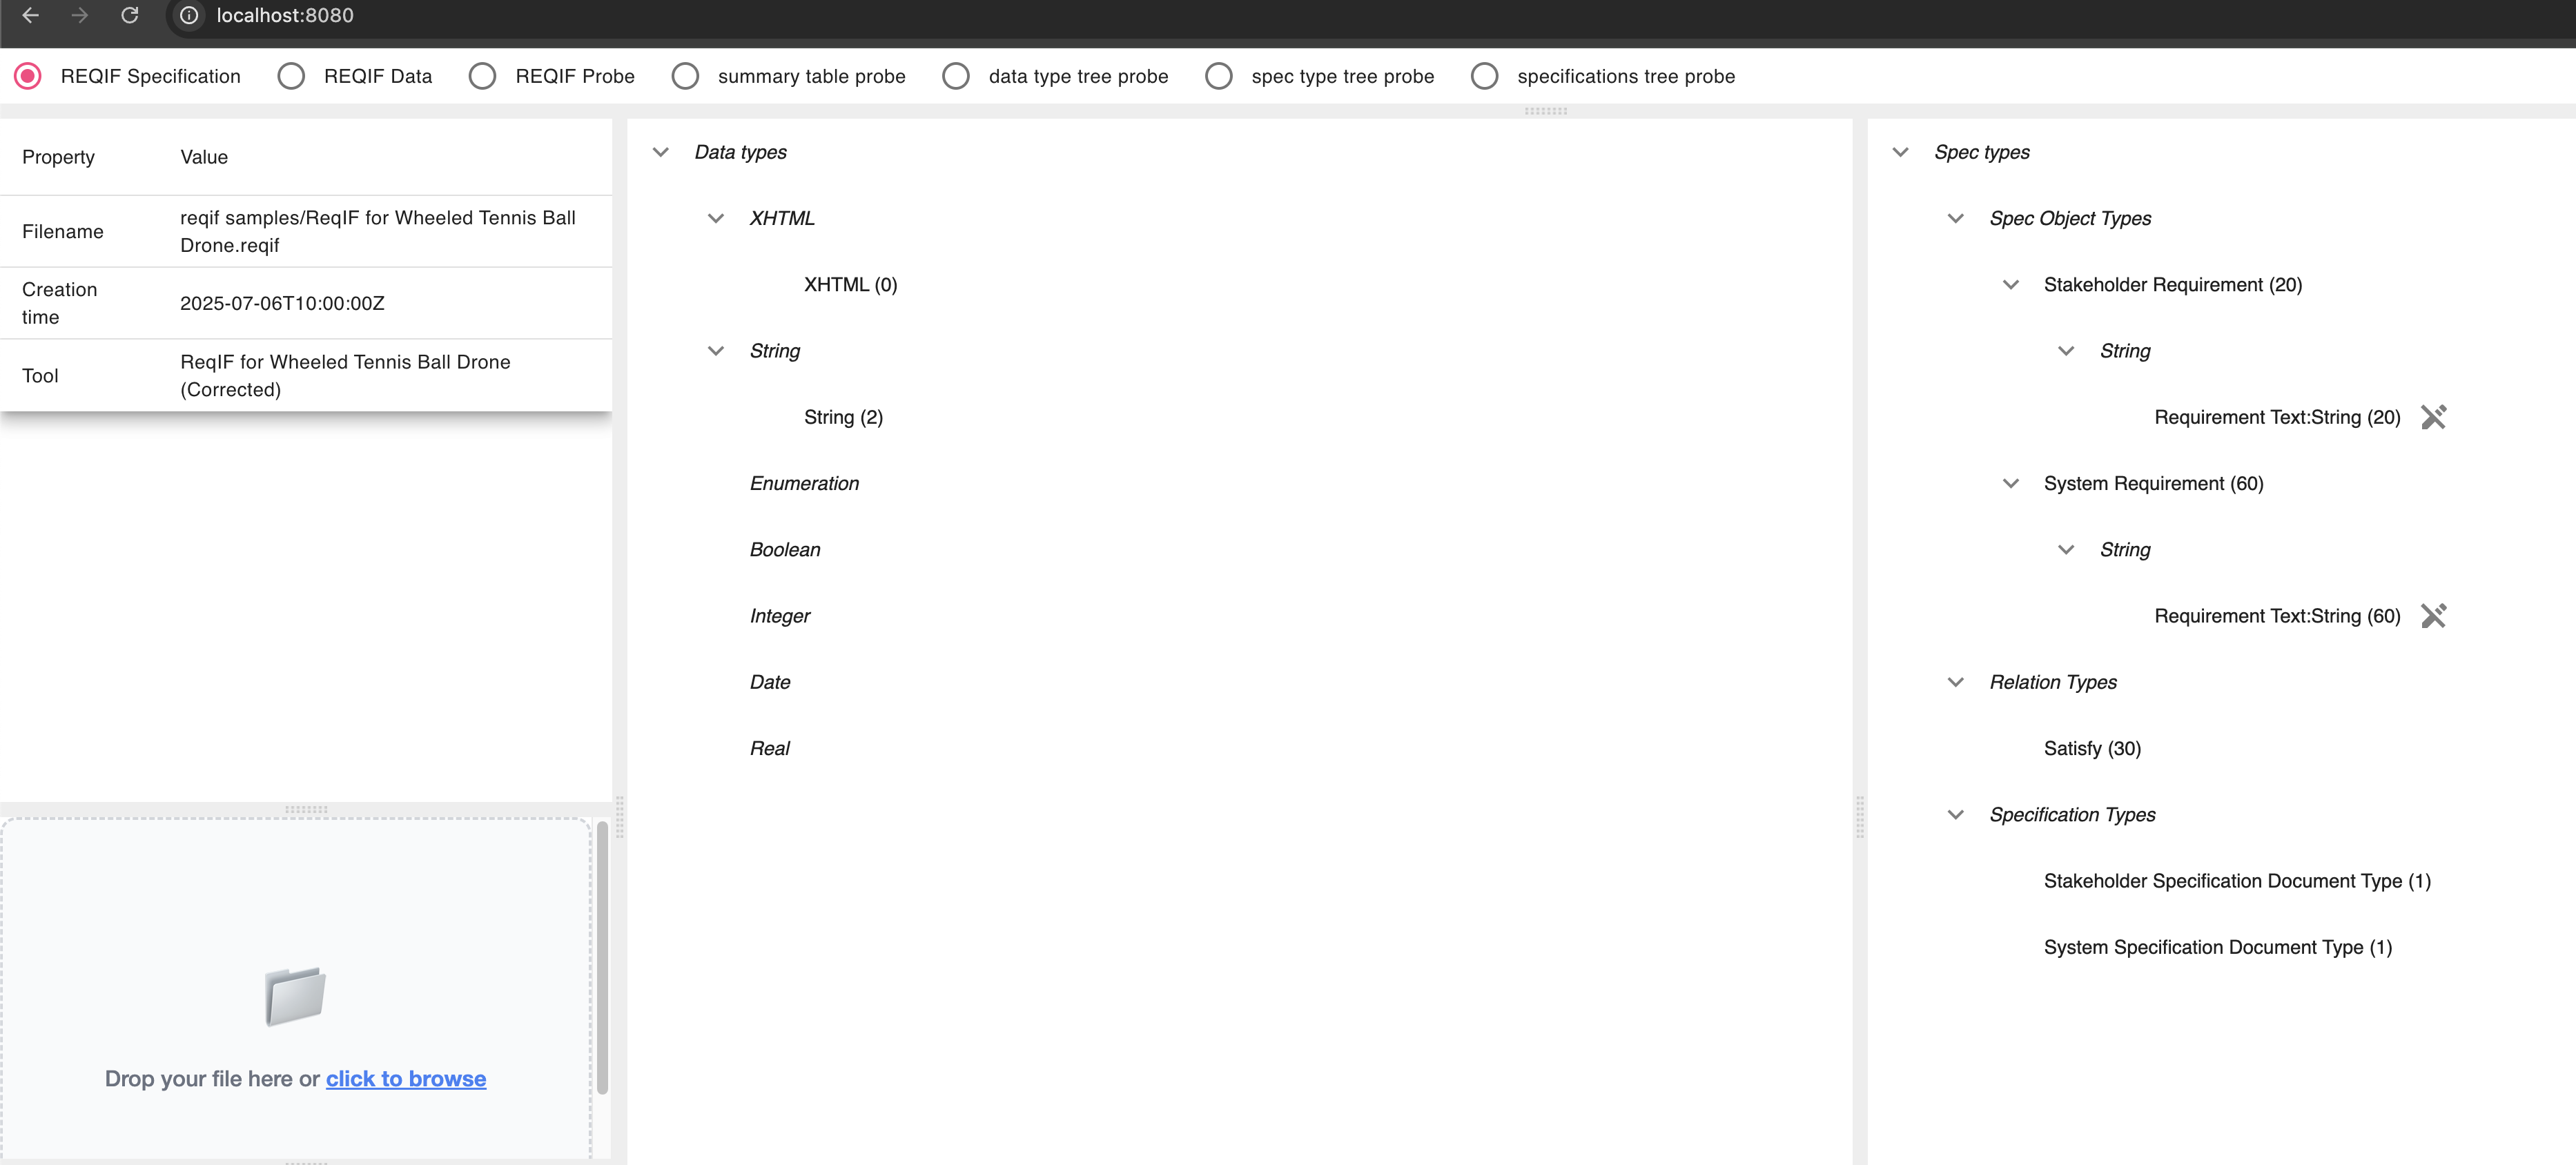 localhost:8080
REQIF Specification REQIF Data REQIF Probe summary table probe data type tree probe spec type tree probe specifications tree probe
Property Value
Filename reqif samples/ReqIF for Wheeled Tennis Ball
Drone.reqif
Creation
time 2025-07-06T10:00:00Z
Tool ReqIF for Wheeled Tennis Ball Drone
(Corrected)
Drop your file here or click to browse
Data types
XHTML
XHTML (0)
String
String (2)
Enumeration
Boolean
Integer
Date
Real
Spec types
Spec Object Types
Stakeholder Requirement (20)
String
Requirement Text:String (20)
System Requirement (60)
String
Requirement Text:String (60)
Relation Types
Satisfy (30)
Specification Types
Stakeholder Specification Document Type (1)
System Specification Document Type (1)